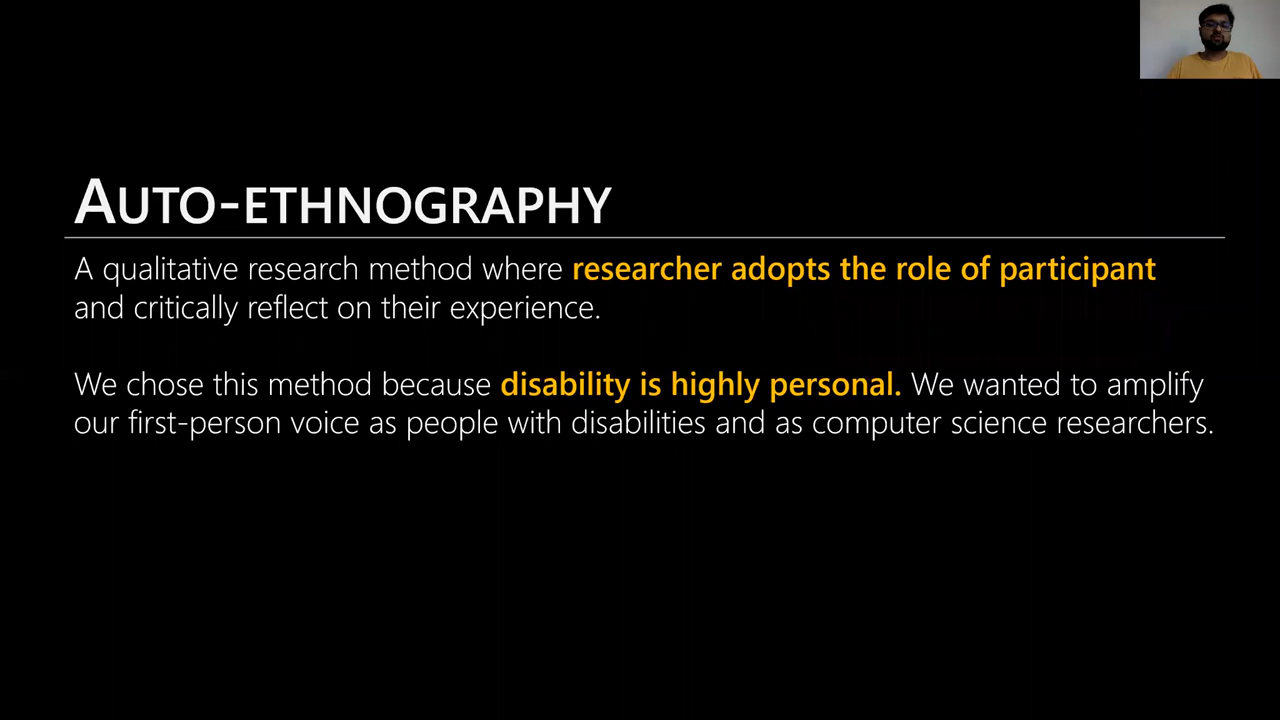 AUTO-ETHNOGRAPHY
A qualitative research method where researcher adopts the role of participant
and critically reflect on their experience.
We chose this method because disability is highly personal. We wanted to amplify
our first-person voice as people with disabilities and as computer science researchers.